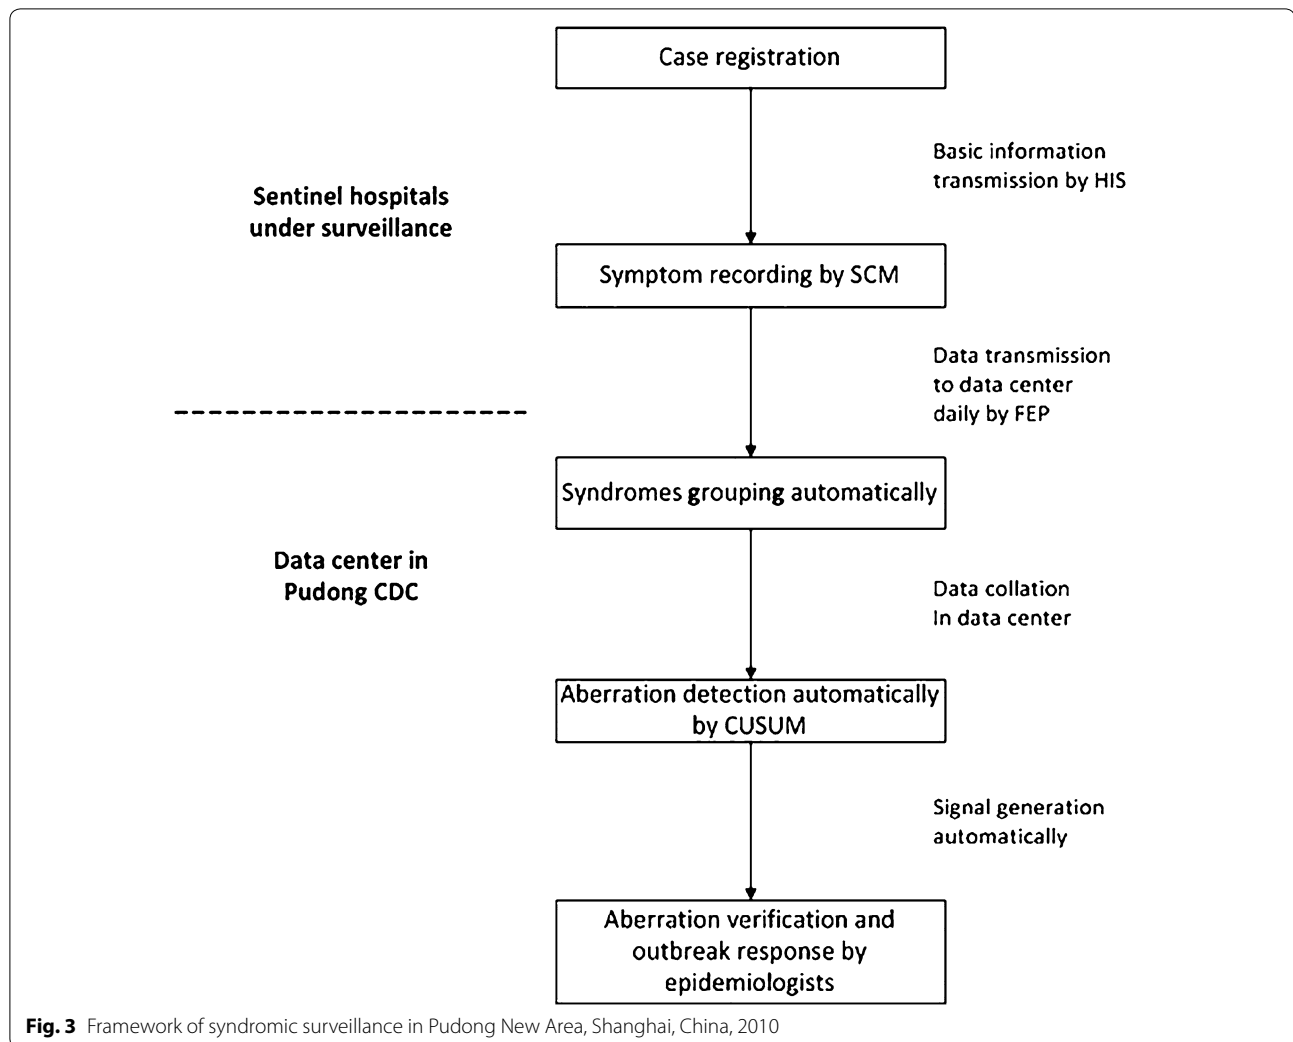 Case registration
Basic information
transmission by HIS
Sentinel hospitals
under surveillance
Symptom recording by SCM
Data transmission
to data center
daily by FEP
Syndromes grouping automatically
Data center in
Pudong CDC
Data collation
In data center
Aberration detection automatically
by CUSUM
Signal generation
automatically
Aberration verification and
outbreak response by
epidemiologists
Fig. 3 Framework of syndromic surveillance in Pudong New Area, Shanghai, China, 2010